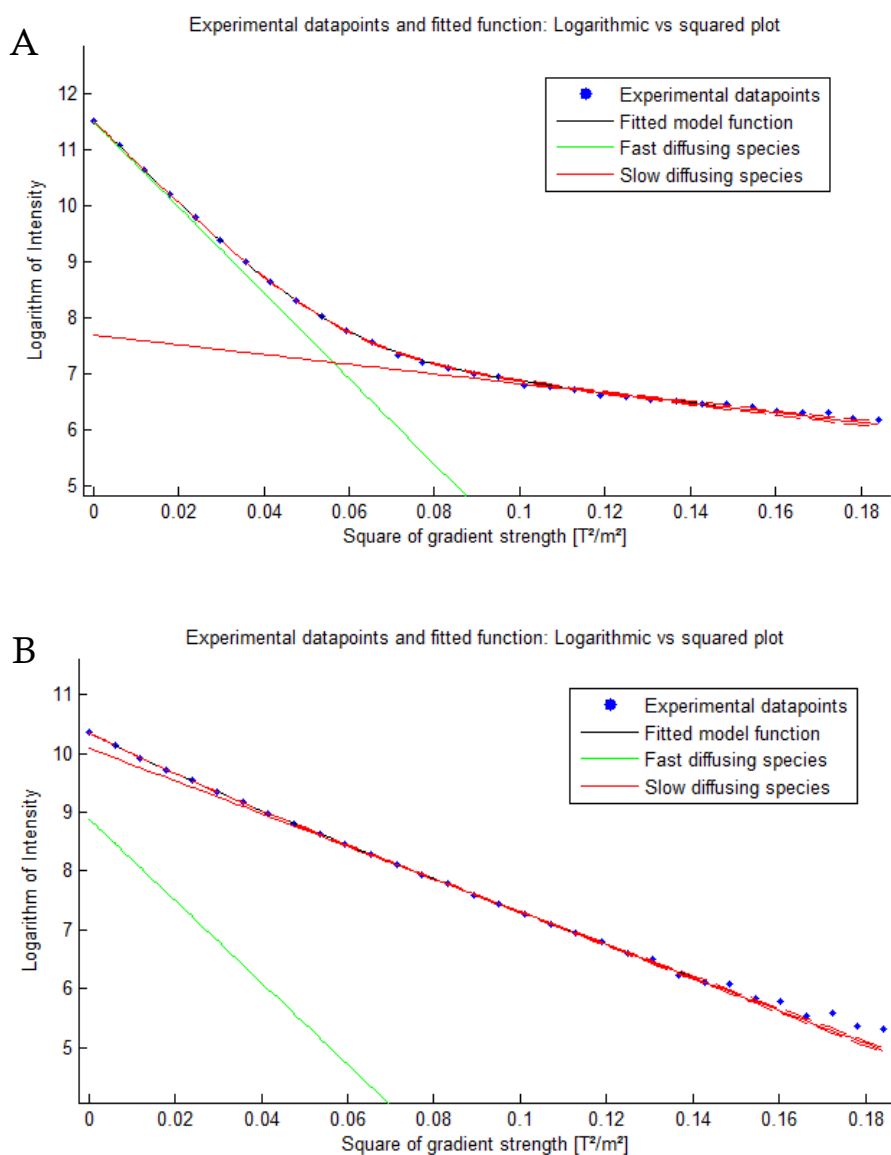 A
Experimental datapoints and fitted function: Logarithmic vs squared plot
Experimental datapoints
Fitted model function
Fast diffusing species
Slow diffusing species
Logarithm of Intensity
12
11
10
9
8
7
6
5
0 0.02 0.04 0.06 0.08 0.1 0.12 0.14 0.16 0.18
Square of gradient strength [T²/m²]
B
Experimental datapoints and fitted function: Logarithmic vs squared plot
Experimental datapoints
Fitted model function
Fast diffusing species
Slow diffusing species
Logarithm of Intensity
11
10
9
8
7
6
5
0 0.02 0.04 0.06 0.08 0.1 0.12 0.14 0.16 0.18
Square of gradient strength [T²/m²]